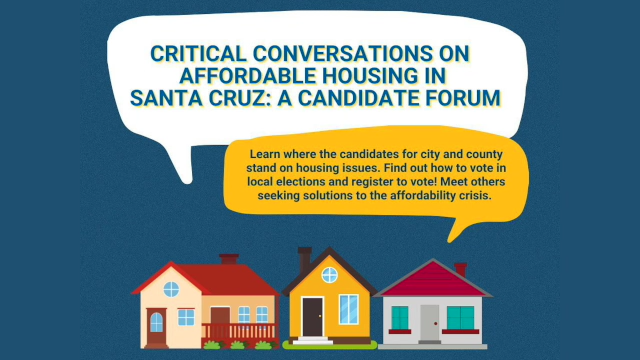 CRITICAL CONVERSATIONS ON
AFFORDABLE HOUSING IN
SANTA CRUZ: A CANDIDATE FORUM
Learn where the candidates for city and county
stand on housing issues. Find out how to vote in
local elections and register to vote! Meet others
seeking solutions to the affordability crisis.